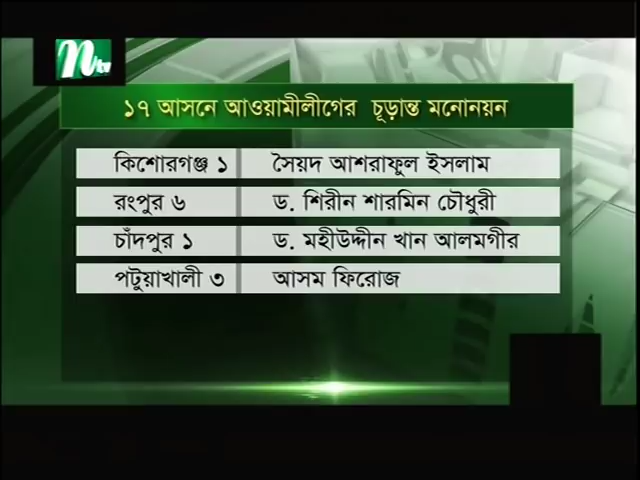 Ntv
১৭ আসনে আওয়ামীলীগের চূড়ান্ত মনোনয়ন
কিশোরগঞ্জ ১ সৈয়দ আশরাফুল ইসলাম
রংপুর ৬ ড. শিরীন শারমিন চৌধুরী
চাঁদপুর ১ ড. মহীউদ্দীন খান আলমগীর
পটুয়াখালী ৩ আসম ফিরোজ